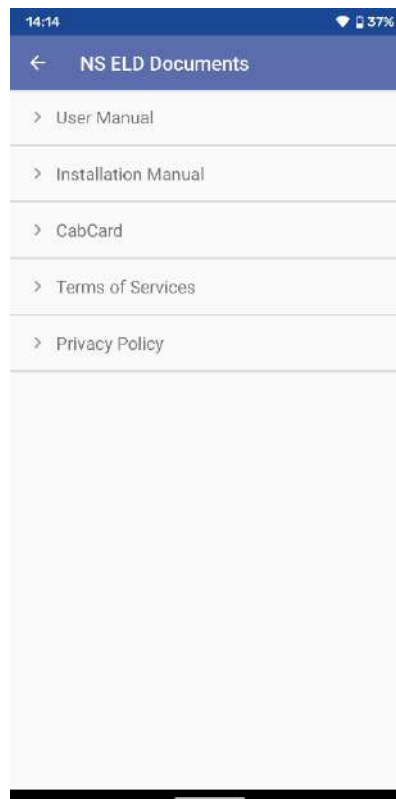 14:14 37%
NS ELD Documents
User Manual
Installation Manual
CabCard
Terms of Services
Privacy Policy